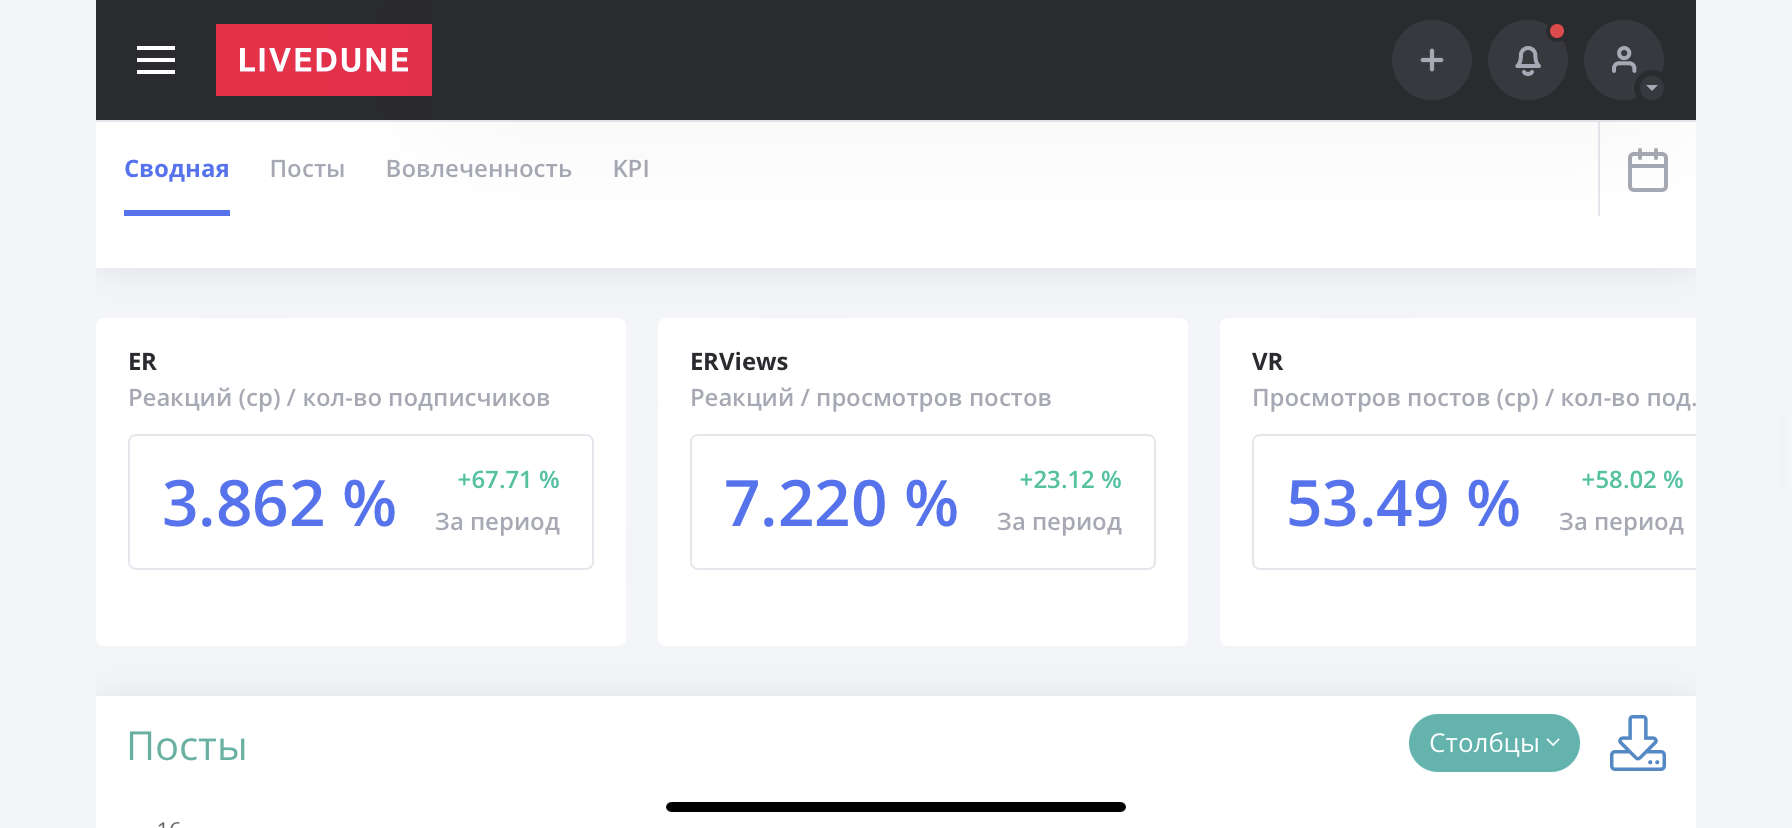 LIVEDUNE
Сводная Посты Вовлеченность KPI
ER
Реакций (ср) / кол-во подписчиков
3.862 %
+67.71 %
За период
ERViews
Реакций / просмотров постов
7.220 %
+23.12 %
За период
VR
Просмотров постов (ср) / кол-во под.
53.49 %
+58.02 %
За период
Посты
Столбцы